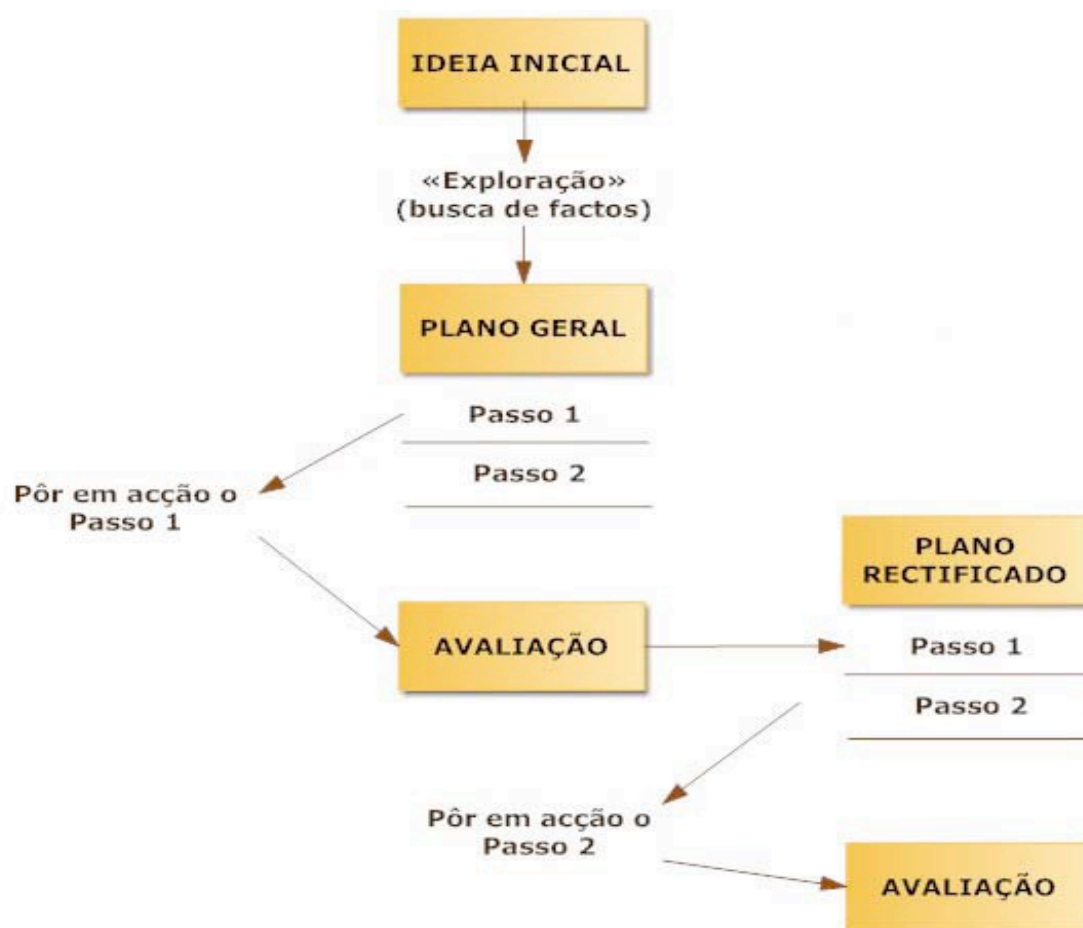 IDEIA INICIAL
«Exploração»
(busca de factos)
PLANO GERAL
Passo 1
Passo 2
Pôr em acção o
Passo 1
AVALIAÇÃO
PLANO
RECTIFICADO
Passo 1
Passo 2
Pôr em acção o
Passo 2
AVALIAÇÃO